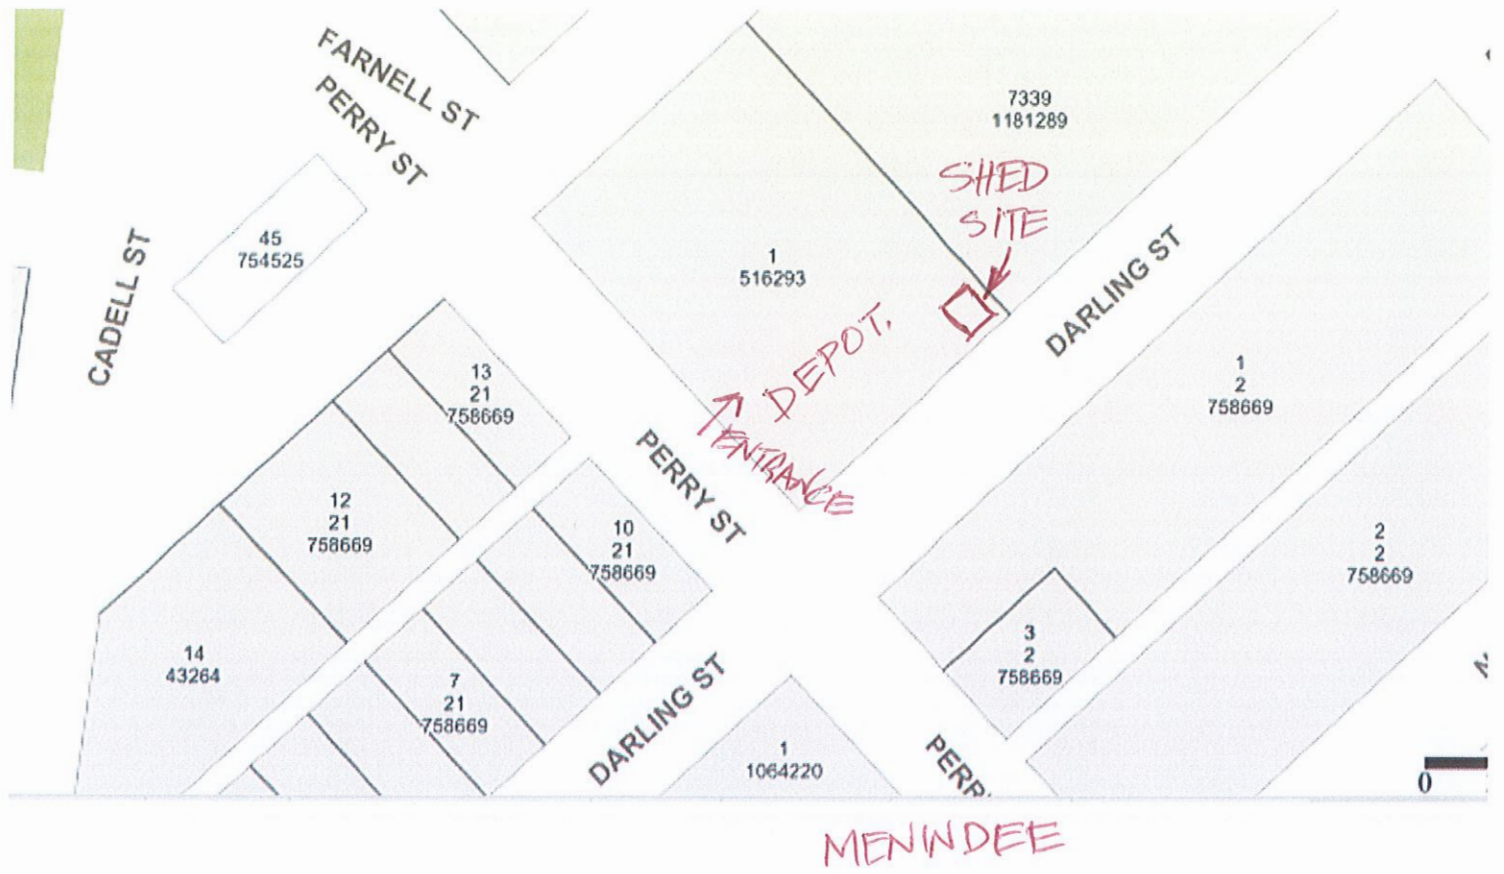 FARNELL ST
PERRY ST
7339
1181289
SHED
SITE
CADELL ST
45
754525
1
516293
DARLING ST
DEPOT.
ENTRANCE
13
21
758669
1
2
758669
PERRY ST
12
21
758669
10
21
758669
2
2
758669
14
43264
7
21
758669
3
2
758669
DARLING ST
1
1064220
PERR
0
MENINDEE